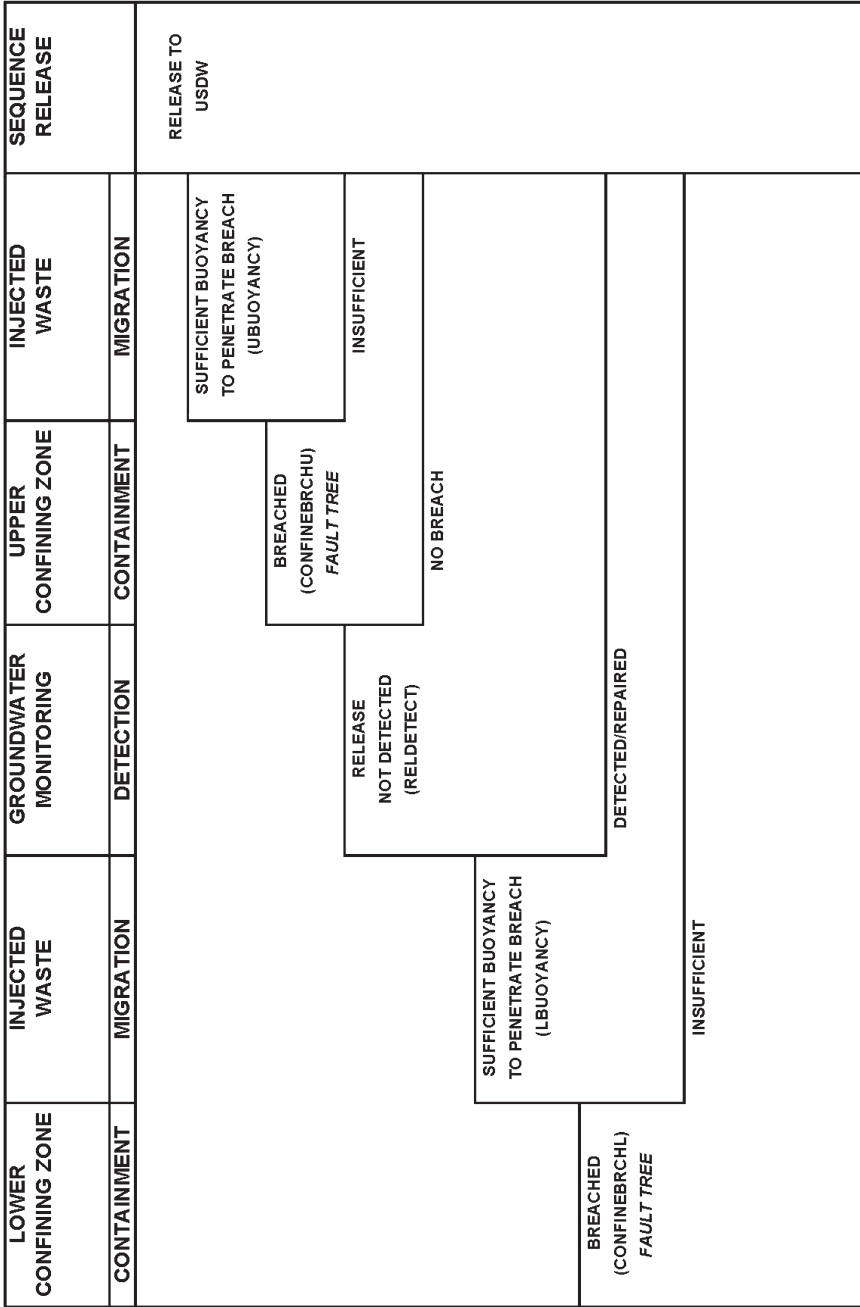 LOWER
CONFINING ZONE
CONTAINMENT
INJECTED
WASTE
MIGRATION
GROUNDWATER
MONITORING
DETECTION
UPPER
CONFINING ZONE
CONTAINMENT
INJECTED
WASTE
MIGRATION
SEQUENCE
RELEASE
RELEASE TO
USDW
SUFFICIENT BUOYANCY
TO PENETRATE BREACH
(UBUOYANCY)
BREACHED
(CONFINEBRCHU)
FAULT TREE
INSUFFICIENT
RELEASE
NOT DETECTED
(RELDETECT)
NO BREACH
SUFFICIENT BUOYANCY
TO PENETRATE BREACH
(LBUOYANCY)
BREACHED
(CONFINEBRCHL)
FAULT TREE
DETECTED/REPAIRED
INSUFFICIENT